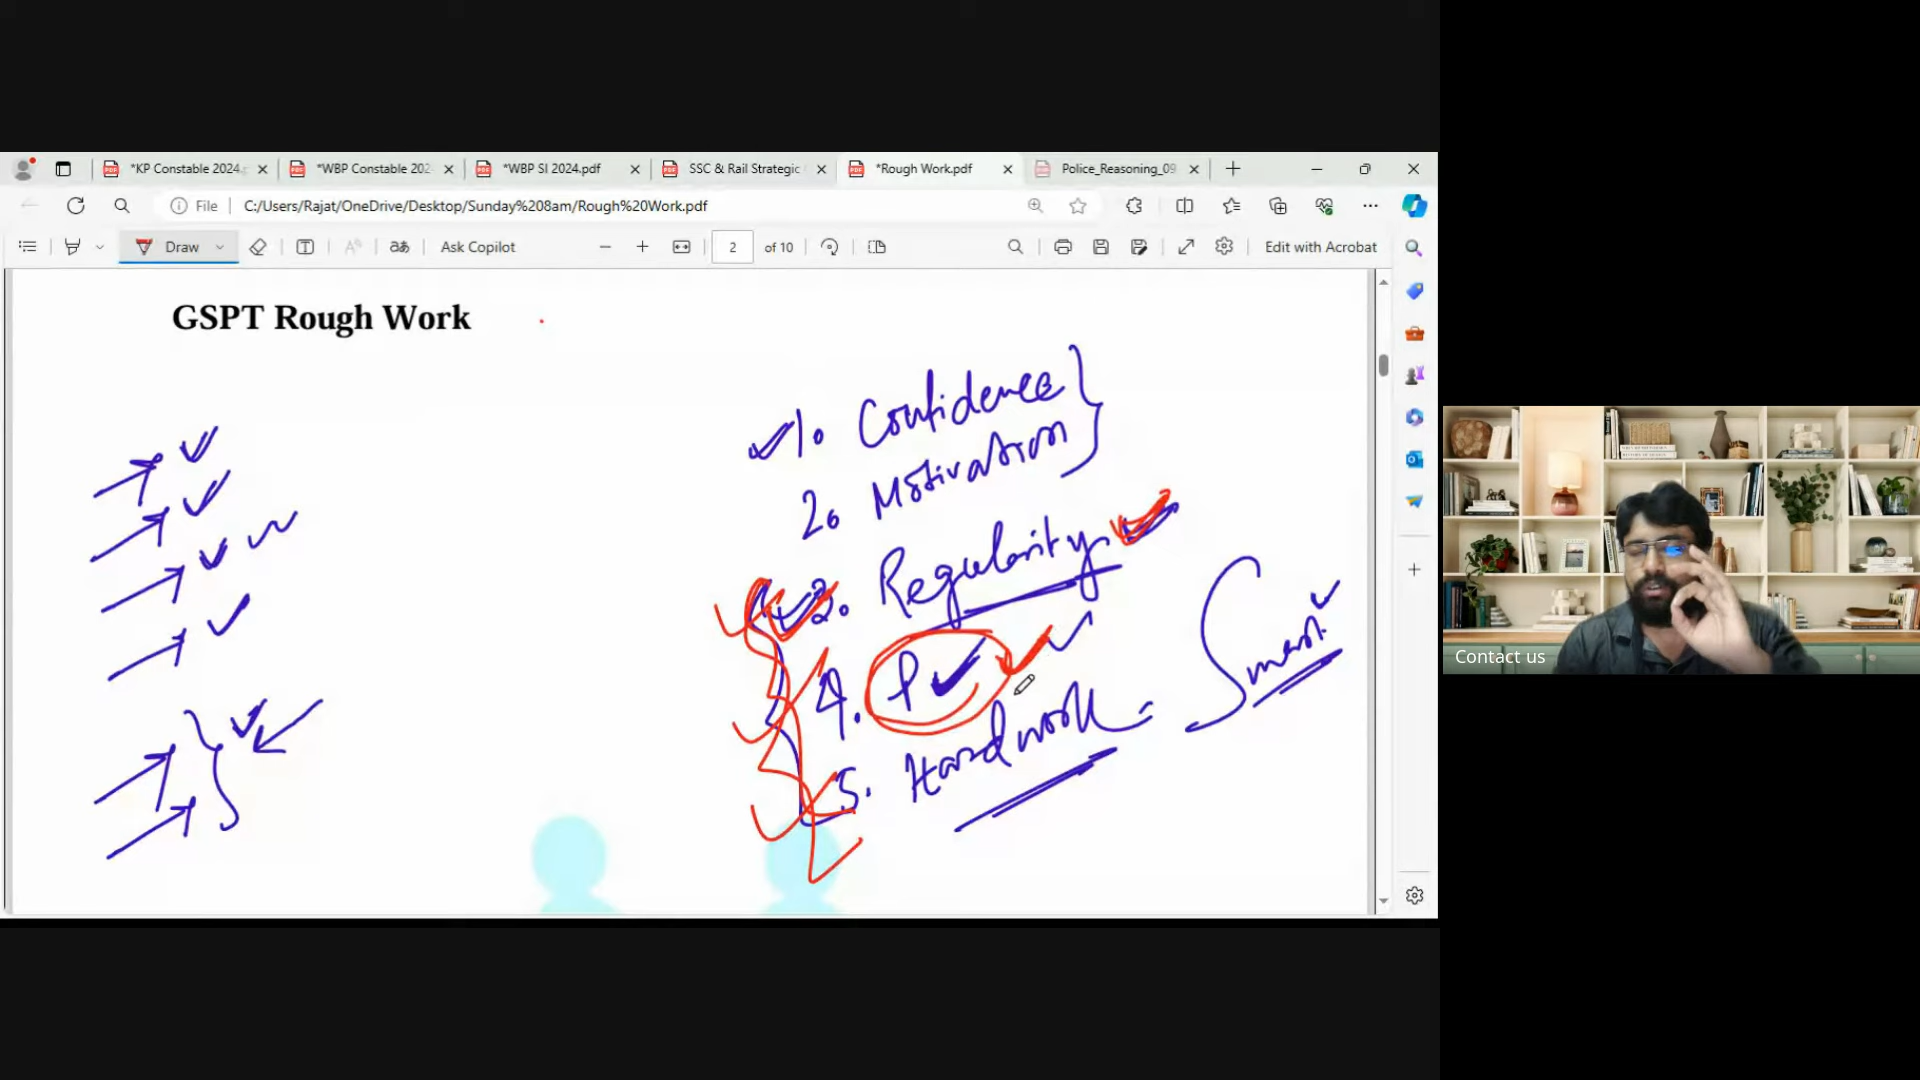 *KP Constable 2024.
*WBP Constable 202
*WBP SI 2024.pdf
SSC & Rail Strategic
*Rough Work.pdf
Police_Reasoning_09
File
C:/Users/Rajat/OneDrive/Desktop/Sunday%208am/Rough%20Work.pdf
Draw
Ask Copilot
2
of 10
Edit with Acrobat
GSPT Rough Work
1. Confidence
2. Motivation
3. Regularity
4. P
5. Hardwork
Smart
Contact us